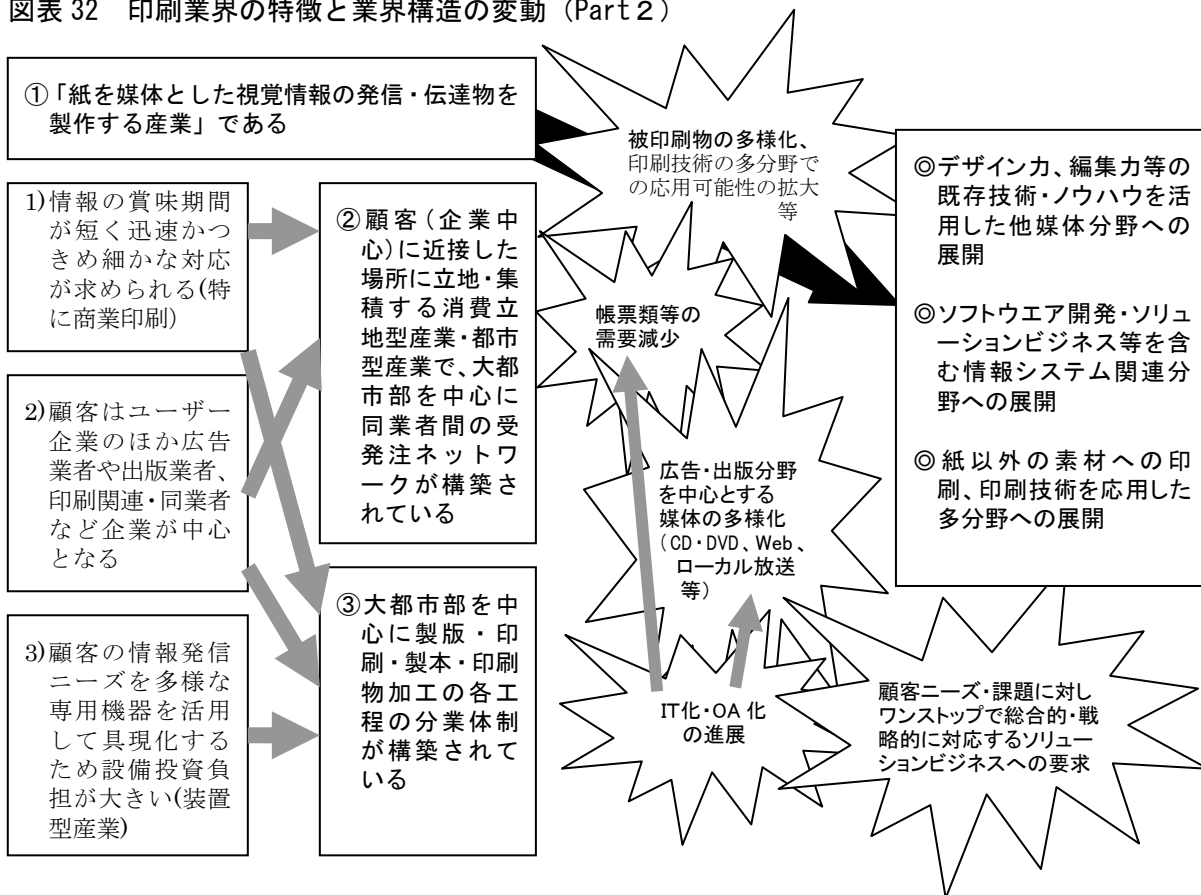 図表 32　印刷業界の特徴と業界構造の変動（Part２）
①「紙を媒体とした視覚情報の発信・伝達物を
製作する産業」である
1)情報の賞味期間
が短く迅速かつ
きめ細かな対応
が求められる(特
に商業印刷)
2)顧客はユーザー
企業のほか広告
業者や出版業者、
印刷関連・同業者
など企業が中心
となる
3)顧客の情報発信
ニーズを多様な
専用機器を活用
して具現化する
ため設備投資負
担が大きい(装置
型産業)
②顧客（企業中
心）に近接した
場所に立地・集
積する消費立
地型産業・都市
型産業で、大都
市部を中心に
同業者間の受
発注ネットワ
ークが構築さ
れている
③大都市部を中
心に製版・印
刷・製本・印刷
物加工の各工
程の分業体制
が構築されて
いる
被印刷物の多様化、
印刷技術の多分野で
の応用可能性の拡大
等
帳票類等の
需要減少
広告・出版分野
を中心とする
媒体の多様化
（CD・DVD、Web、
ローカル放送
等）
IT化・OA 化
の進展
顧客ニーズ・課題に対し
ワンストップで総合的・戦
略的に対応するソリュー
ションビジネスへの要求
◎デザイン力、編集力等の
既存技術・ノウハウを活
用した他媒体分野への
展開
◎ソフトウエア開発・ソリュ
ーションビジネス等を含
む情報システム関連分
野への展開
◎紙以外の素材への印
刷、印刷技術を応用した
多分野への展開